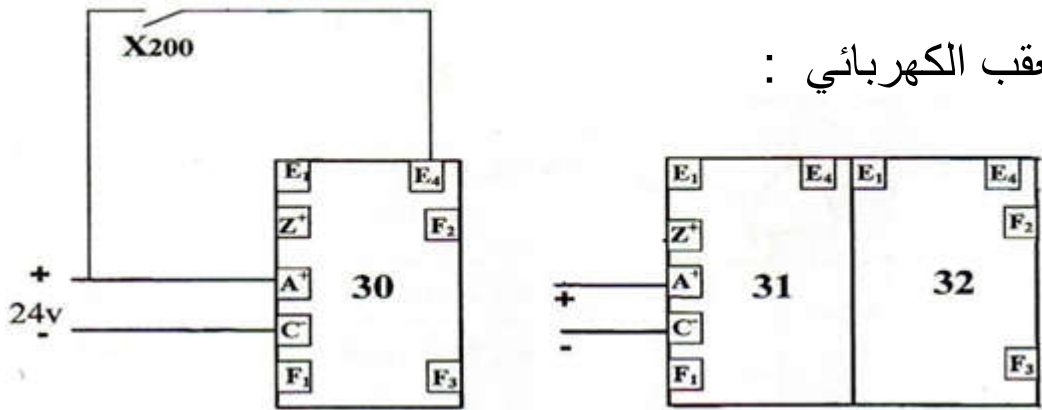 X200
عقب الكهربائي :
E₁ E₄ E₁ E₄ E₁ E₄
Z⁺ F₂ Z⁺ F₂
+ A⁺ 30 A⁺ 31 32
24v +
- C⁻ C⁻
-
F₁ F₃ F₁ F₃